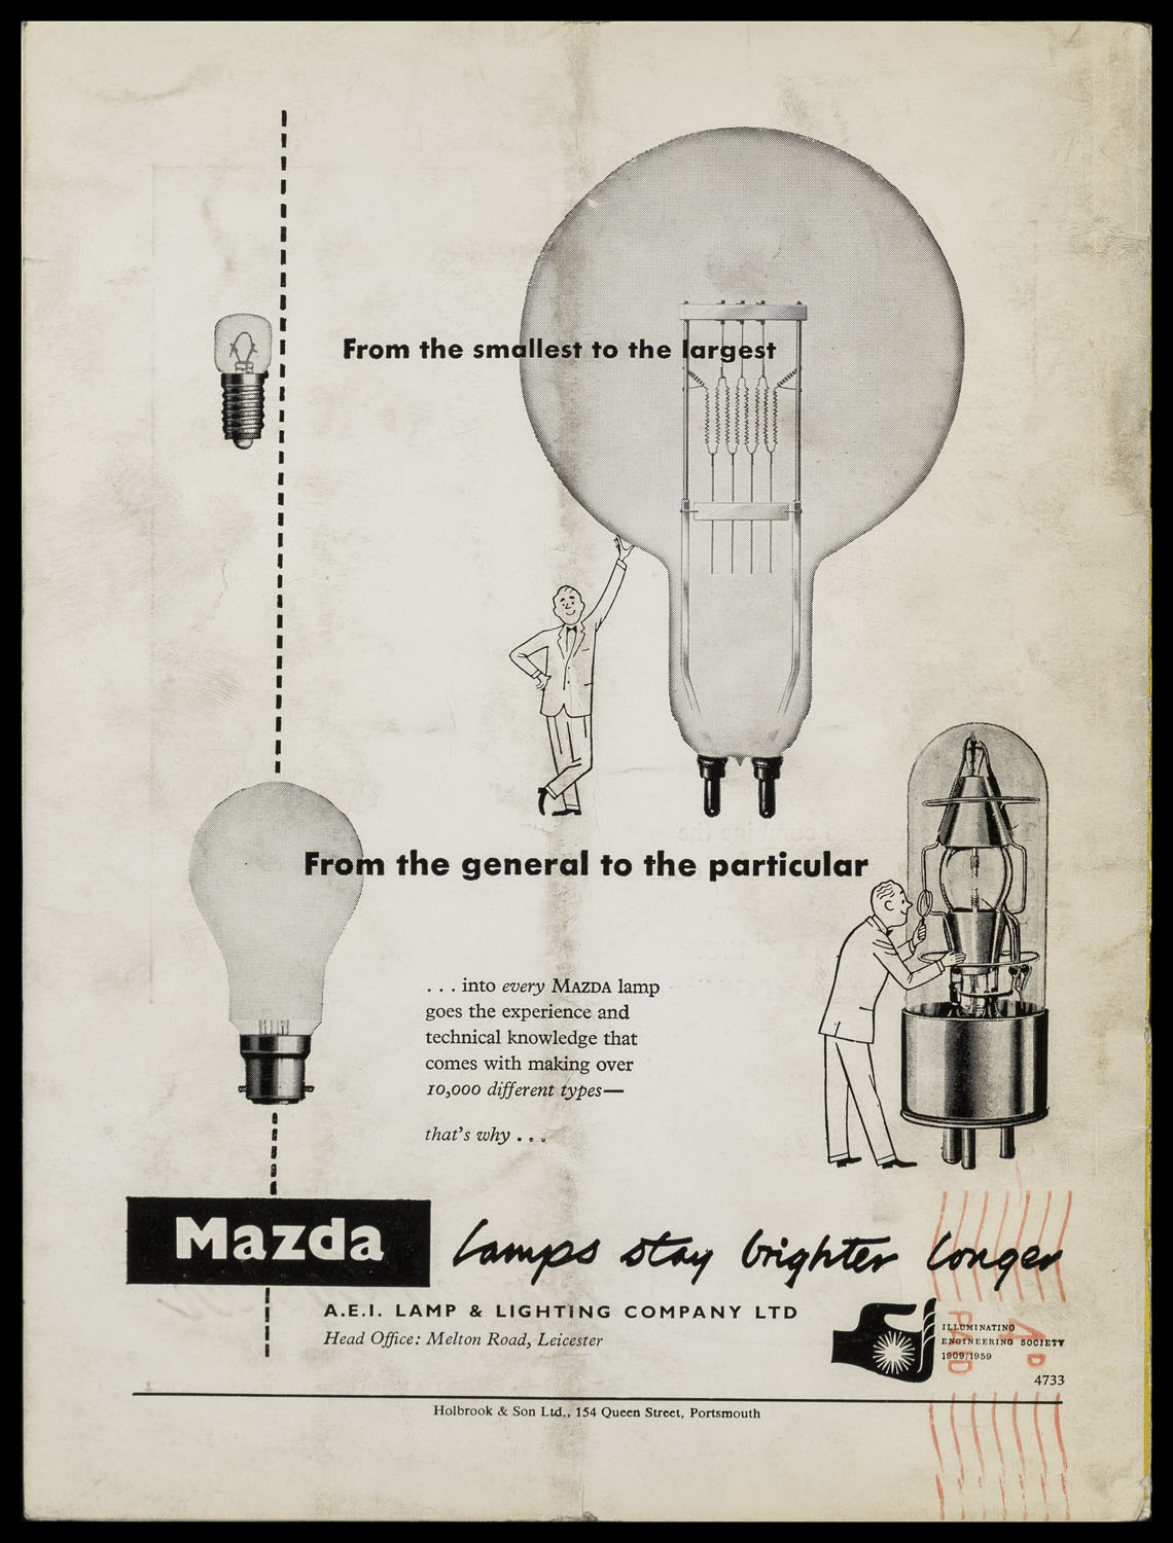 From the smallest to the largest
From the general to the particular
. . . into every MAZDA lamp
goes the experience and
technical knowledge that
comes with making over
10,000 different types—
that's why . . .
Mazda
Lamps stay brighter longer
A.E.I. LAMP & LIGHTING COMPANY LTD
Head Office: Melton Road, Leicester
ILLUMINATING
ENGINEERING SOCIETY
1909/1959
4733
Holbrook & Son Ltd., 154 Queen Street, Portsmouth